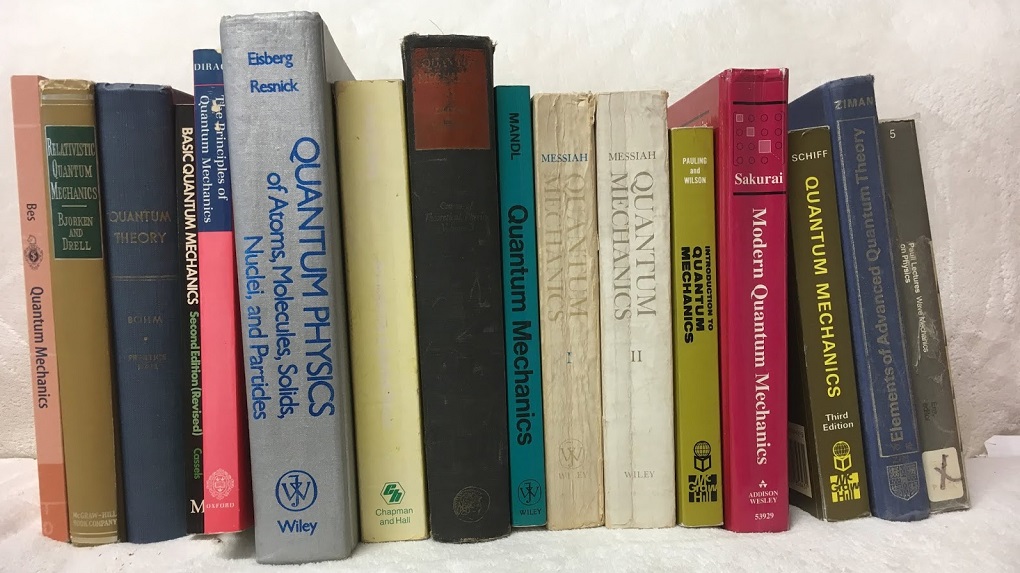 Bes
Quantum Mechanics
RELATIVISTIC
QUANTUM
MECHANICS
BJORKEN
AND
DRELL
McGRAW-HILL
BOOK COMPANY
QUANTUM
THEORY
BOHM
BASIC QUANTUM MECHANICS Second Edition (Revised) Cassels
M
DIRAC
The Principles of
Quantum Mechanics
OXFORD
Eisberg
Resnick
QUANTUM PHYSICS
of Atoms, Molecules, Solids,
Nuclei, and Particles
Wiley
Chapman
and Hall
MANDL
Quantum Mechanics
WILEY
MESSIAH
QUANTUM
MECHANICS
I
WILEY
MESSIAH
QUANTUM
MECHANICS
II
WILEY
PAULING
and
WILSON
INTRODUCTION TO
QUANTUM
MECHANICS
Mc
Graw
Hill
Sakurai
Modern Quantum Mechanics
ADDISON
WESLEY
53929
SCHIFF
QUANTUM MECHANICS
Third
Edition
Mc
Graw
Hill
ZIMAN
Elements of Advanced Quantum Theory
5
Pauli Lectures Wave Mechanics
on Physics